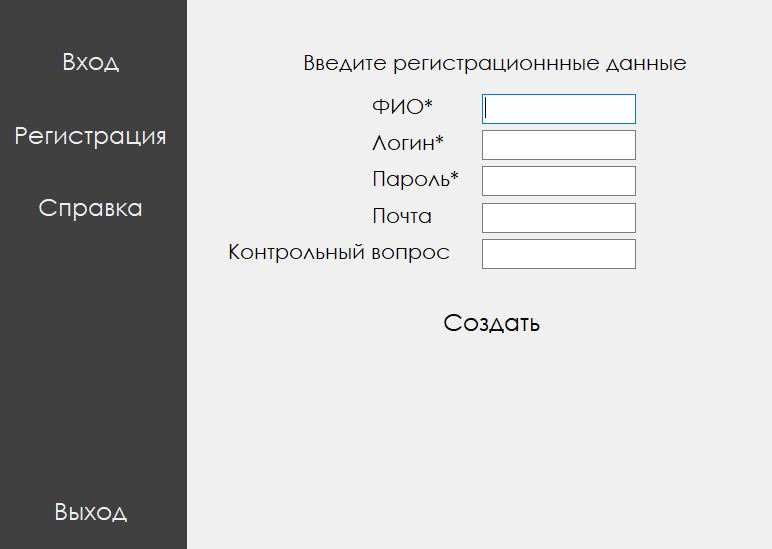 Вход
Регистрация
Справка
Выход
Введите регистрационнные данные
ФИО*
Логин*
Пароль*
Почта
Контрольный вопрос
Создать